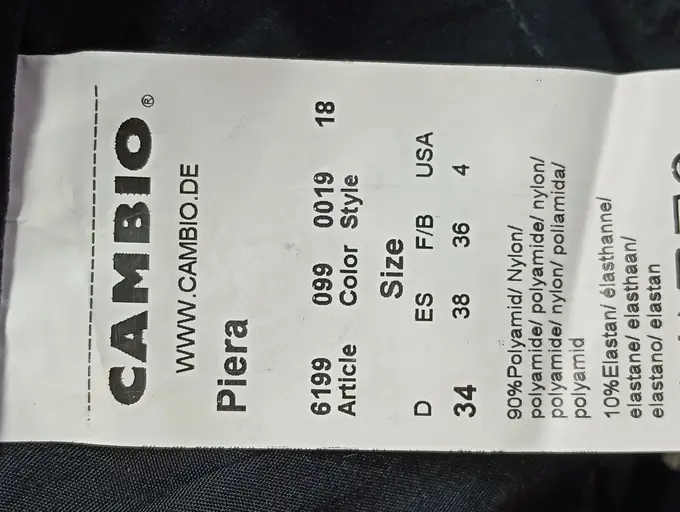 CAMBIO®
WWW.CAMBIO.DE
Piera
6199 099 0019 18
Article Color Style
Size
D ES F/B USA
34 38 36 4
90%Polyamid/ Nylon/
polyamide/ polyamide/ nylon/
polyamide/ nylon/ poliamida/
polyamid
10%Elastan/ élasthanne/
elastane/ elasthaan/
elastano/ elastan